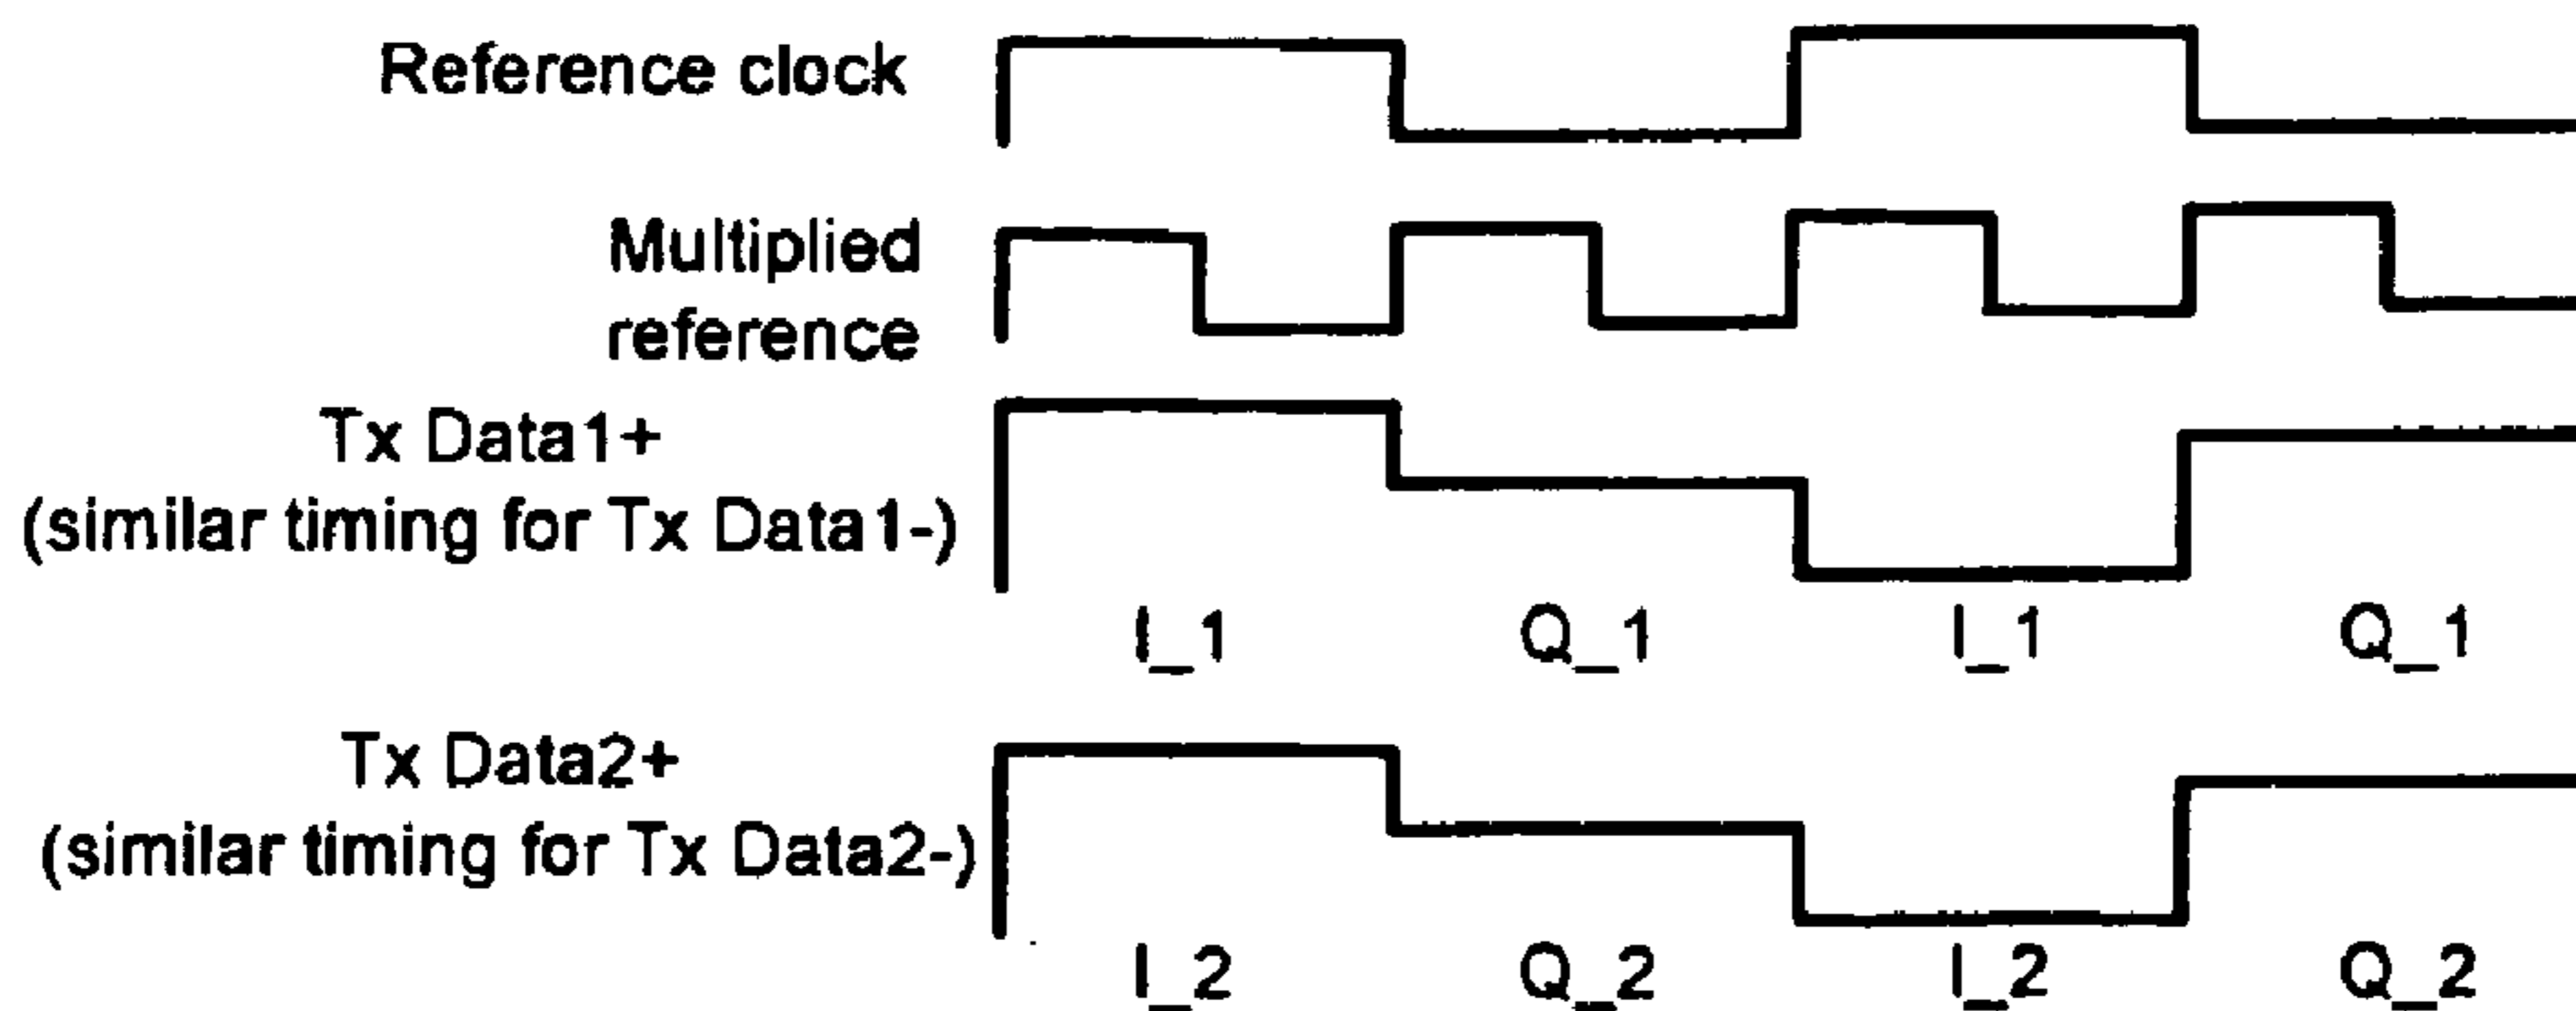 Reference clock
Multiplied
reference
Tx Data1+
(similar timing for Tx Data1-)
I_1 Q_1 I_1 Q_1
Tx Data2+
(similar timing for Tx Data2-)
I_2 Q_2 I_2 Q_2